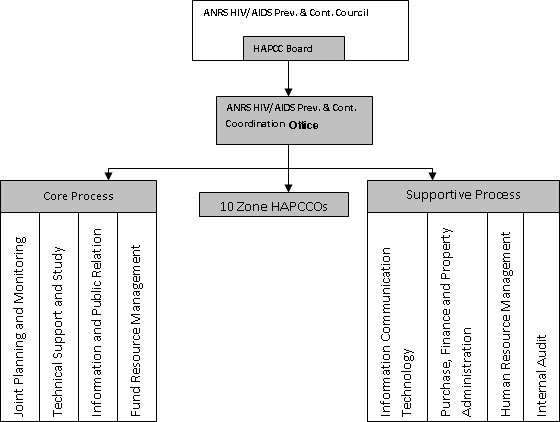 ANRS HIV/AIDS Prev. & Cont. Council
HAPCC Board
ANRS HIV/AIDS Prev. & Cont.
Coordination Office
Core Process
10 Zone HAPCCOs
Supportive Process
Joint Planning and Monitoring
Technical Support and Study
Information and Public Relation
Fund Resource Management
Information Communication
Technology
Purchase, Finance and Property
Administration
Human Resource Management
Internal Audit